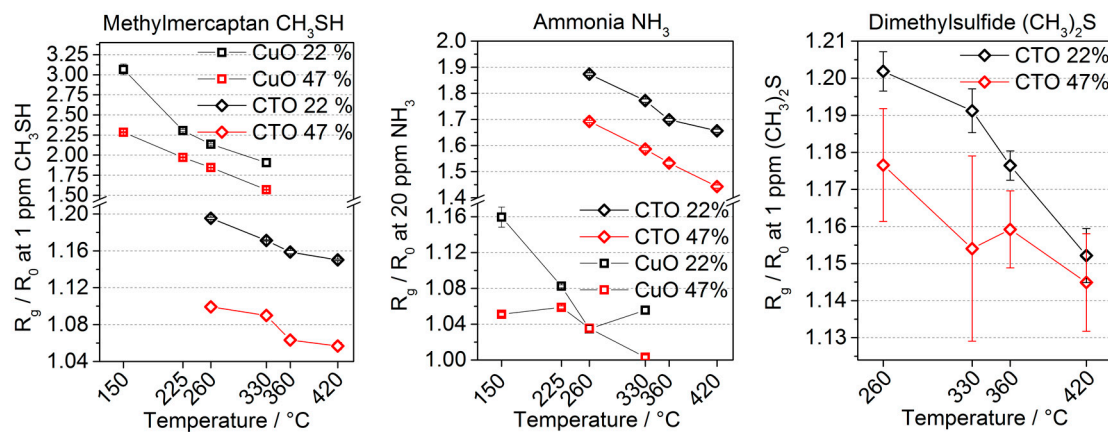 Methylmercaptan CH₃SH
R_g / R_0 at 1 ppm CH₃SH
3.25
3.00
2.75
2.50
2.25
2.00
1.75
1.50
1.20
1.16
1.12
1.08
1.04
CuO 22 %
CuO 47 %
CTO 22 %
CTO 47 %
150
225
260
330
360
420
Temperature / °C
Ammonia NH₃
R_g / R_0 at 20 ppm NH₃
2.0
1.9
1.8
1.7
1.6
1.5
1.4
1.16
1.12
1.08
1.04
1.00
CTO 22%
CTO 47%
CuO 22%
CuO 47%
150
225
260
330
360
420
Temperature / °C
Dimethylsulfide (CH₃)₂S
R_g / R_0 at 1 ppm (CH₃)₂S
1.21
1.20
1.19
1.18
1.17
1.16
1.15
1.14
1.13
CTO 22%
CTO 47%
260
330
360
420
Temperature / °C